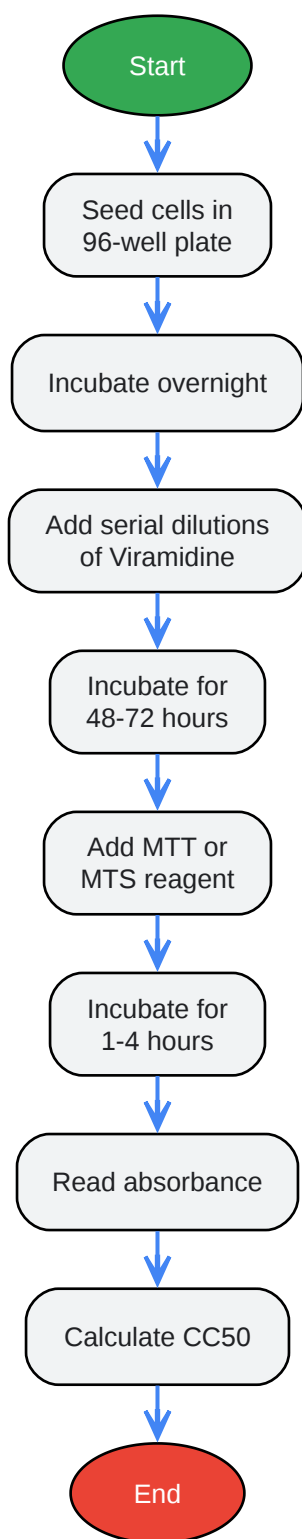 Start
Seed cells in
96-well plate
Incubate overnight
Add serial dilutions
of Viramidine
Incubate for
48-72 hours
Add MTT or
MTS reagent
Incubate for
1-4 hours
Read absorbance
Calculate CC50
End